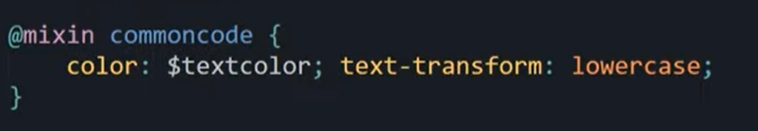 @mixin commoncode {
    color: $textcolor; text-transform: lowercase;
}